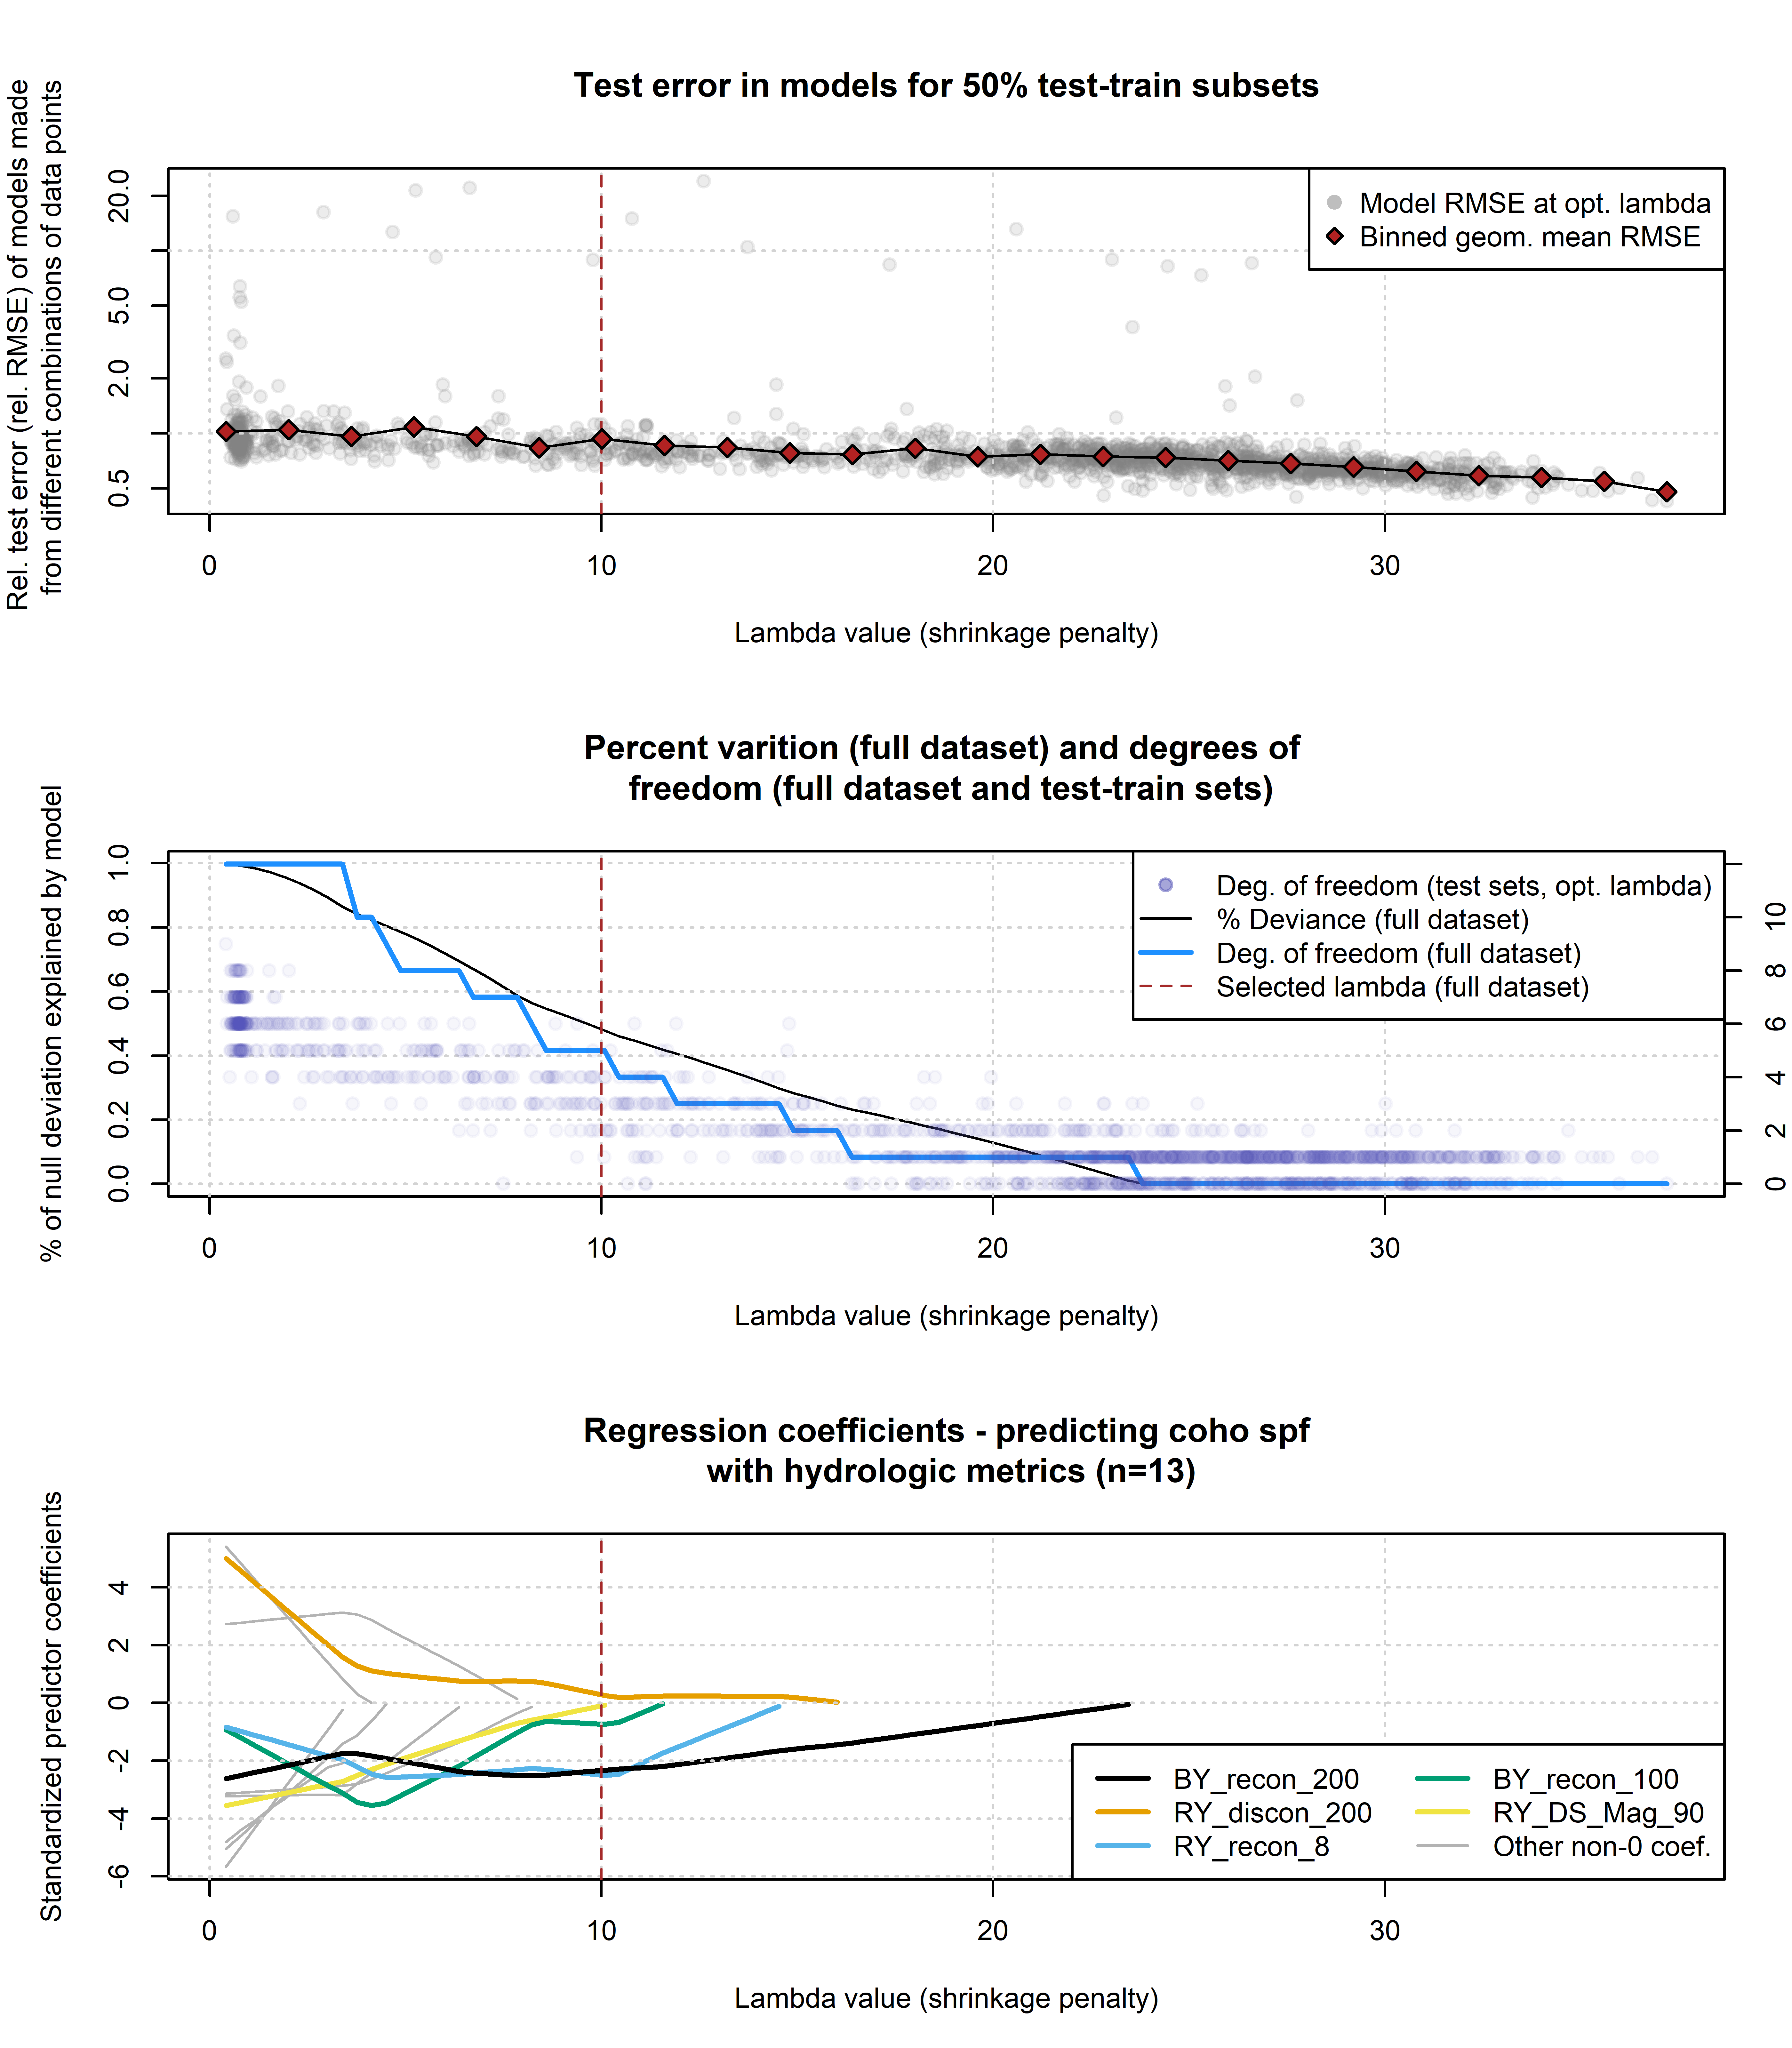 Test error in models for 50% test-train subsets
Rel. test error (rel. RMSE) of models made
from different combinations of data points
20.0
5.0
2.0
0.5
Model RMSE at opt. lambda
Binned geom. mean RMSE
0
10
20
30
Lambda value (shrinkage penalty)
Percent varition (full dataset) and degrees of
freedom (full dataset and test-train sets)
% of null deviation explained by model
1.0
0.8
0.6
0.4
0.2
0.0
Deg. of freedom (test sets, opt. lambda)
% Deviance (full dataset)
Deg. of freedom (full dataset)
Selected lambda (full dataset)
10
8
6
4
2
0
0
10
20
30
Lambda value (shrinkage penalty)
Regression coefficients - predicting coho spf
with hydrologic metrics (n=13)
Standardized predictor coefficients
4
2
0
-2
-4
-6
BY_recon_200
RY_discon_200
RY_recon_8
BY_recon_100
RY_DS_Mag_90
Other non-0 coef.
0
10
20
30
Lambda value (shrinkage penalty)